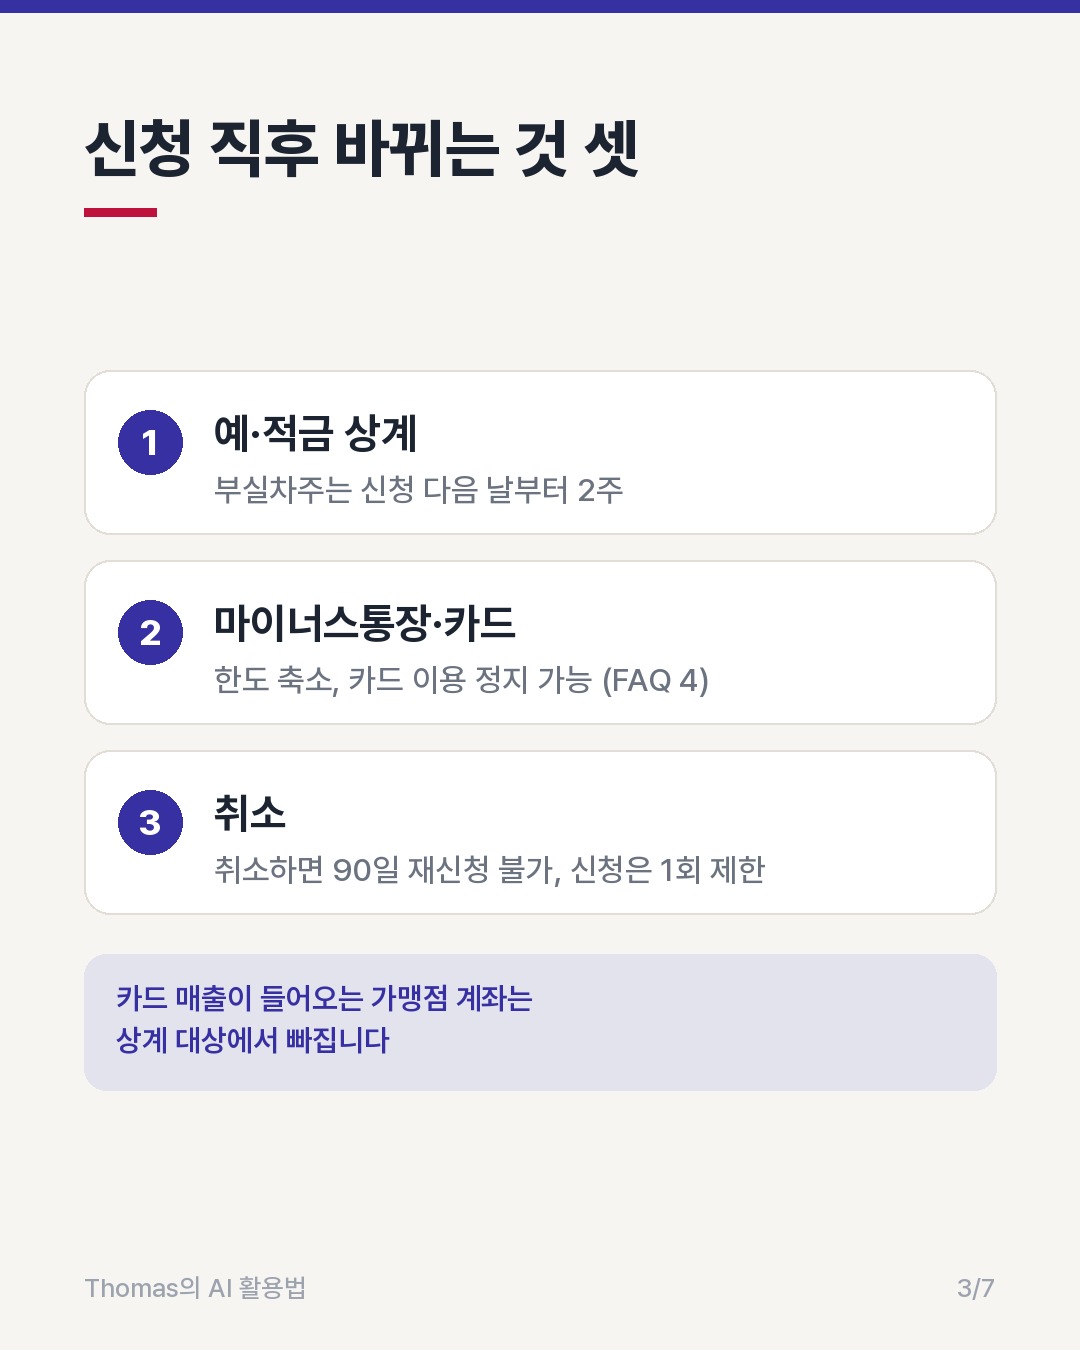 신청 직후 바뀌는 것 셋
1
예·적금 상계
부실차주는 신청 다음 날부터 2주
2
마이너스통장·카드
한도 축소, 카드 이용 정지 가능 (FAQ 4)
3
취소
취소하면 90일 재신청 불가, 신청은 1회 제한
카드 매출이 들어오는 가맹점 계좌는
상계 대상에서 빠집니다
Thomas의 AI 활용법
3/7